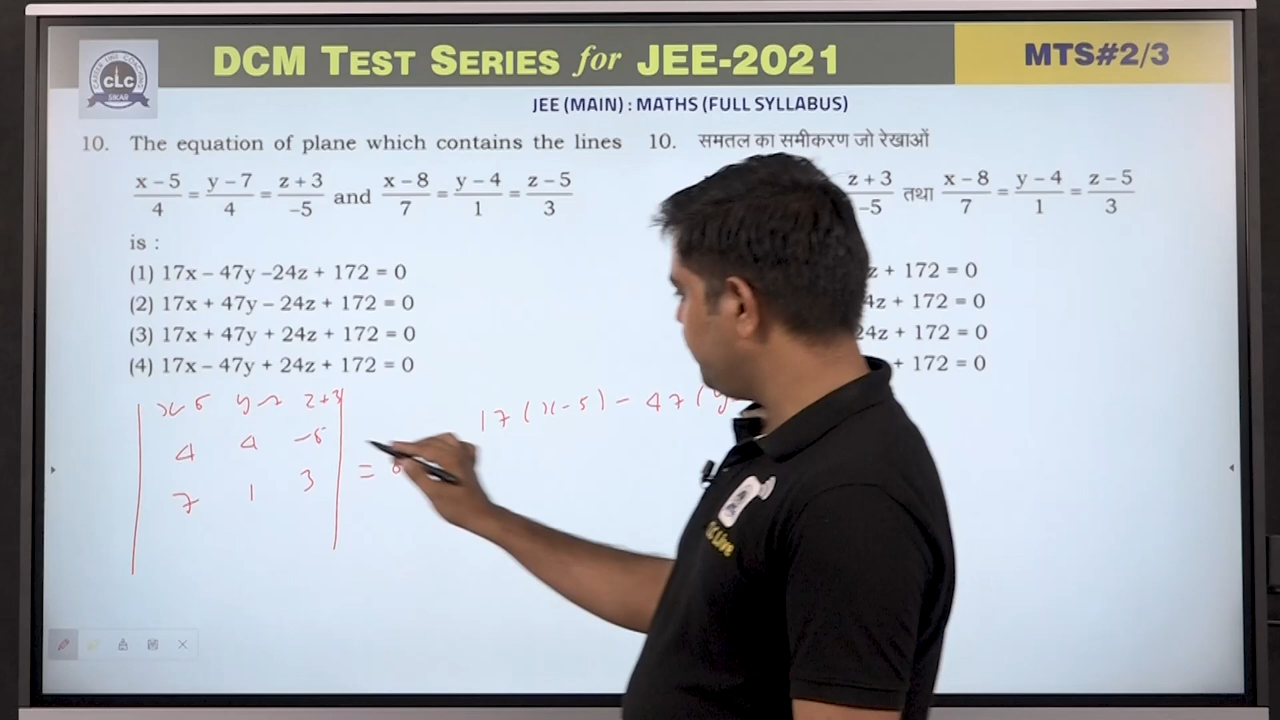 DCM TEST SERIES for JEE-2021
MTS#2/3
CLC
SIKAR
JEE (MAIN) : MATHS (FULL SYLLABUS)
10. The equation of plane which contains the lines
x – 5 / 4 = y – 7 / 4 = z + 3 / -5 and x – 8 / 7 = y – 4 / 1 = z – 5 / 3
is :
(1) 17x – 47y –24z + 172 = 0
(2) 17x + 47y – 24z + 172 = 0
(3) 17x + 47y + 24z + 172 = 0
(4) 17x – 47y + 24z + 172 = 0
10. समतल का समीकरण जो रेखाओं
z + 3 / -5 तथा x – 8 / 7 = y – 4 / 1 = z – 5 / 3
z + 172 = 0
4z + 172 = 0
24z + 172 = 0
+ 172 = 0
x-5 y-7 z+3
4 4 -5
7 1 3
=
17(x-5) - 47(y
Live